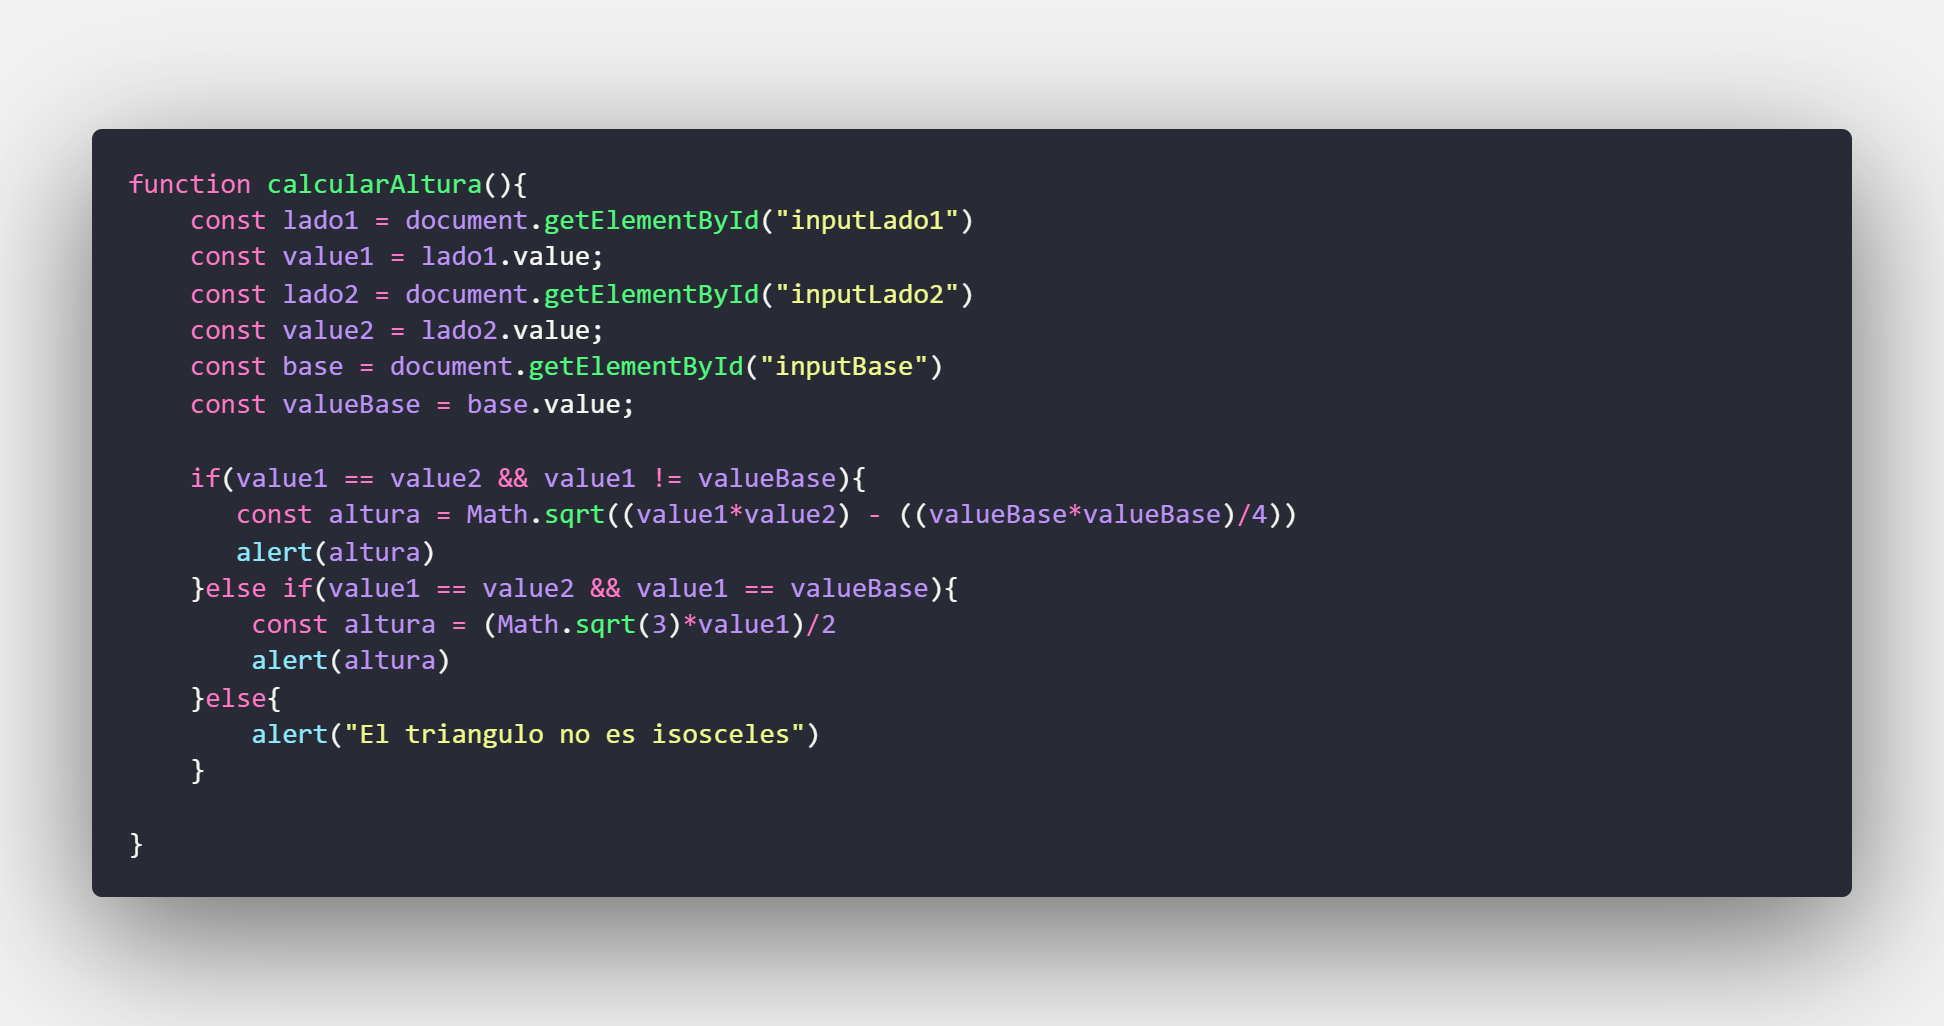 function calcularAltura(){
    const lado1 = document.getElementById("inputLado1")
    const value1 = lado1.value;
    const lado2 = document.getElementById("inputLado2")
    const value2 = lado2.value;
    const base = document.getElementById("inputBase")
    const valueBase = base.value;

    if(value1 == value2 && value1 != valueBase){
       const altura = Math.sqrt((value1*value2) - ((valueBase*valueBase)/4))
       alert(altura)
    }else if(value1 == value2 && value1 == valueBase){
        const altura = (Math.sqrt(3)*value1)/2
        alert(altura)
    }else{
        alert("El triangulo no es isosceles")
    }

}